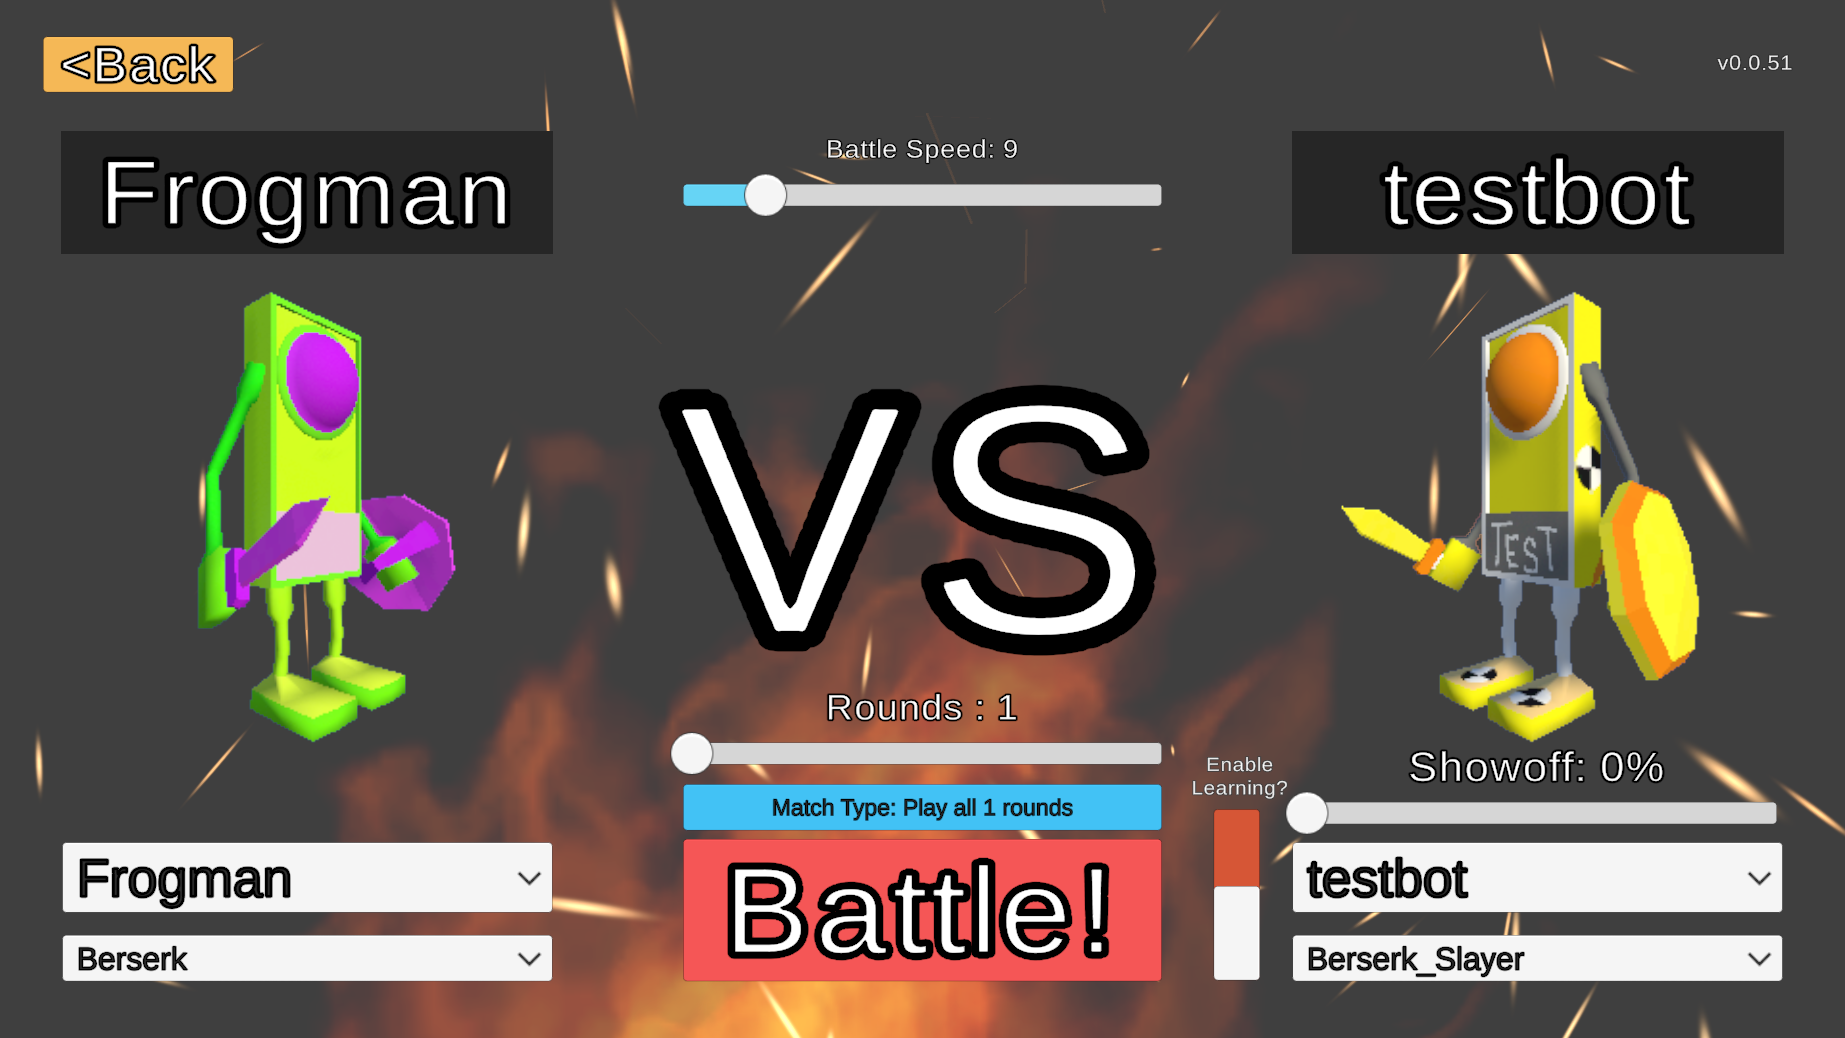 <Back
v0.0.51
Frogman
Battle Speed: 9
testbot
VS
TEST
Rounds : 1
Enable
Learning?
Showoff: 0%
Match Type: Play all 1 rounds
Frogman
Battle!
testbot
Berserk
Berserk_Slayer